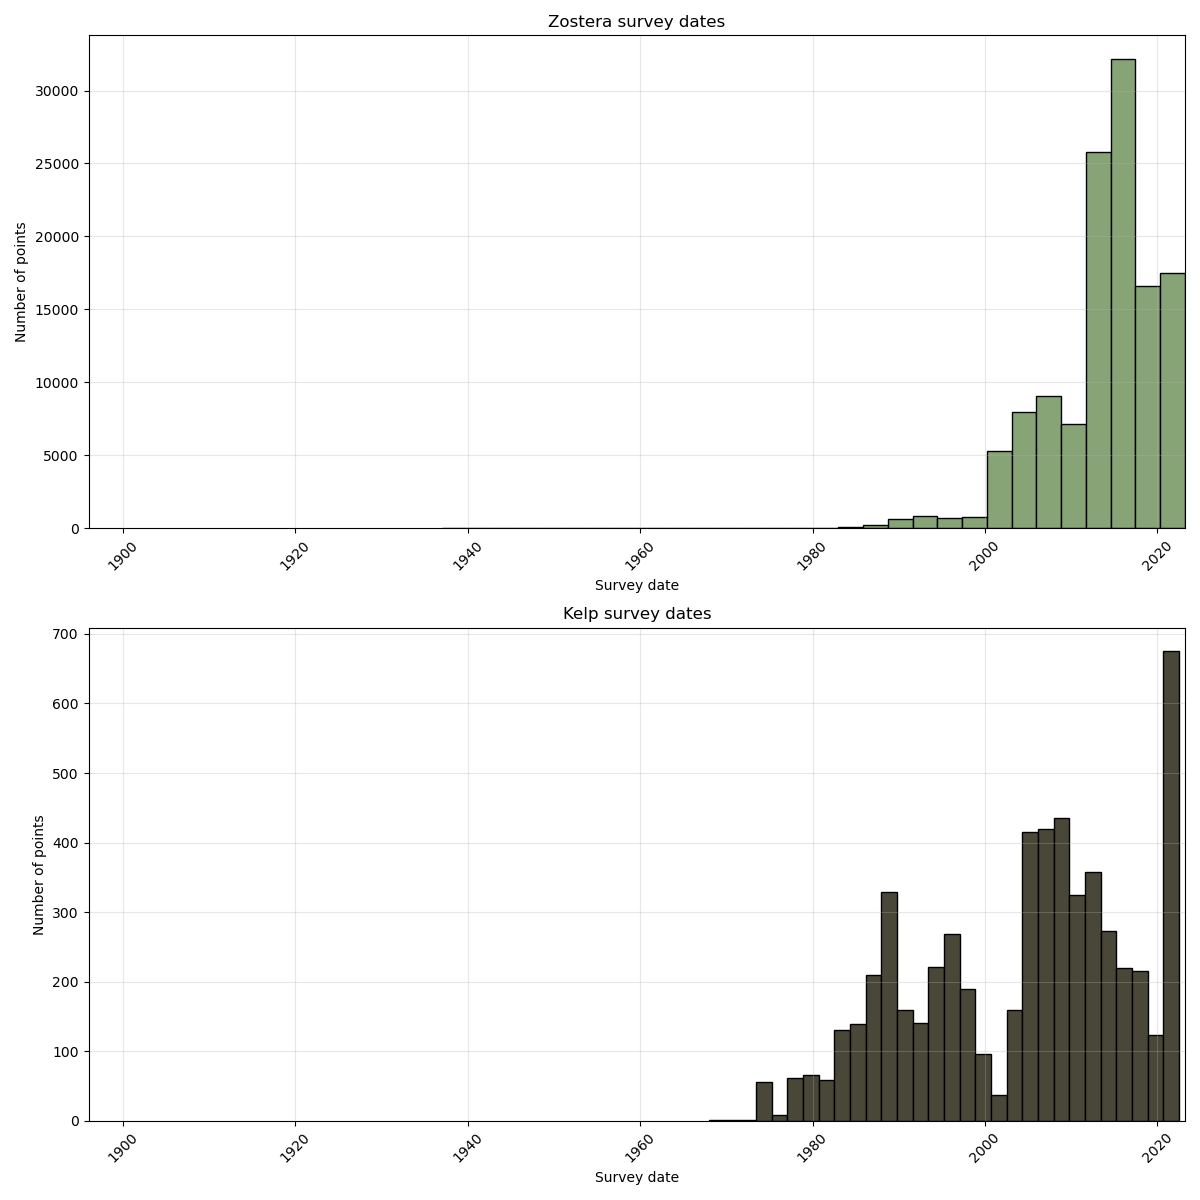 Zostera survey dates
Number of points
30000
25000
20000
15000
10000
5000
0
1900 1920 1940 1960 1980 2000 2020
Survey date
Kelp survey dates
Number of points
700
600
500
400
300
200
100
0
1900 1920 1940 1960 1980 2000 2020
Survey date